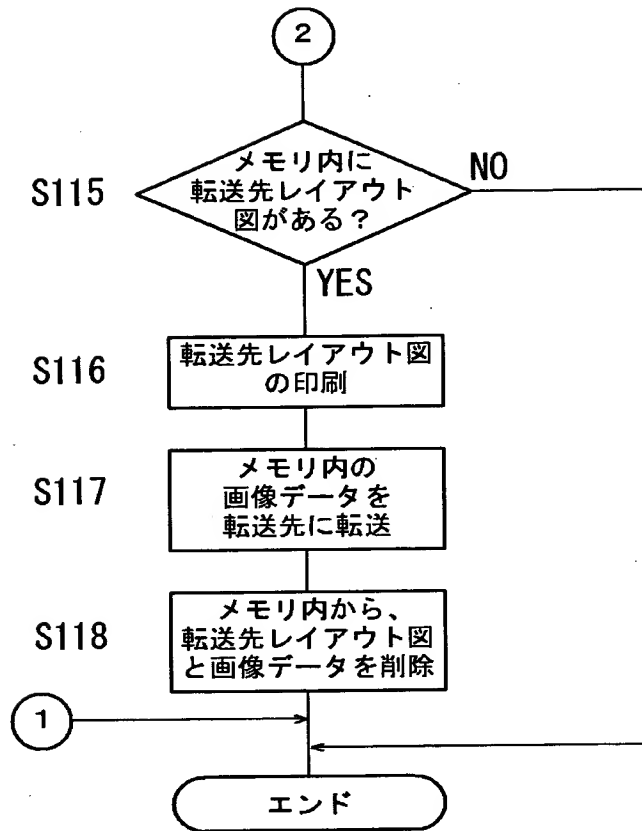 2
S115
メモリ内に
転送先レイアウト
図がある？
NO
YES
S116
転送先レイアウト図
の印刷
S117
メモリ内の
画像データを
転送先に転送
S118
メモリ内から、
転送先レイアウト図
と画像データを削除
1
エンド